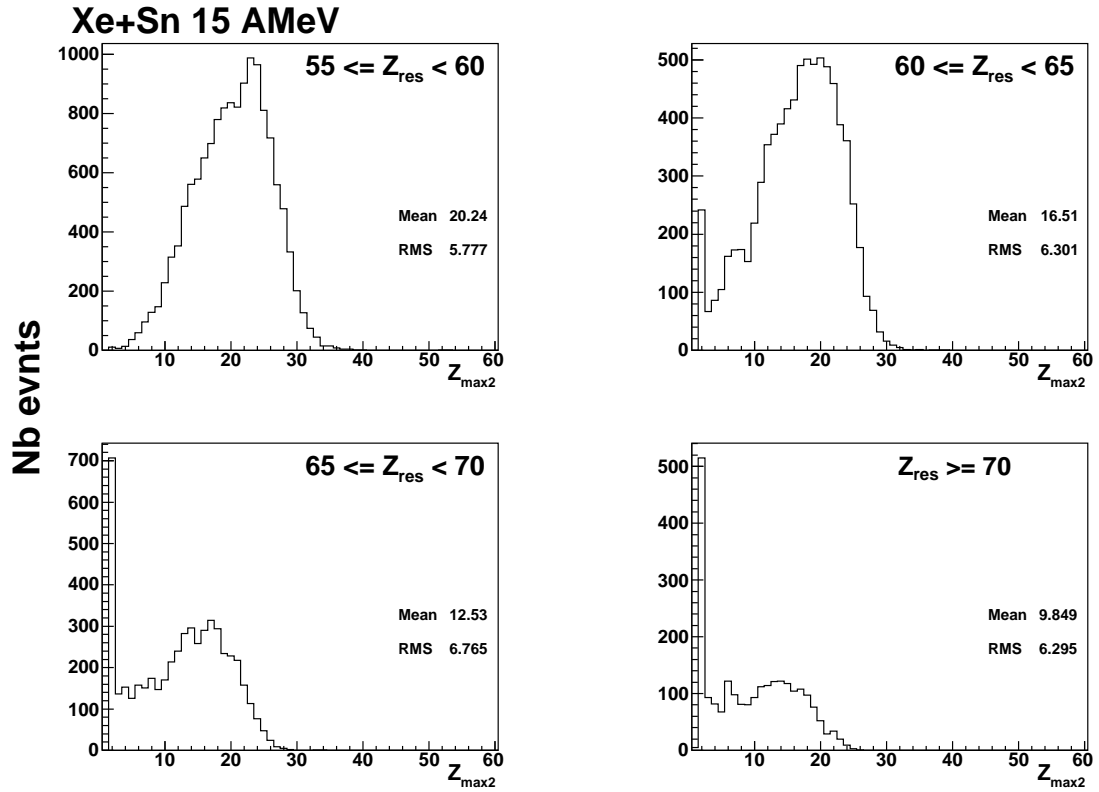 Xe+Sn 15 AMeV
Nb evnts
55 <= Z_res < 60
1000
800
600
400
200
0
Mean 20.24
RMS 5.777
10 20 30 40 50 60
Z_max2
60 <= Z_res < 65
500
400
300
200
100
0
Mean 16.51
RMS 6.301
10 20 30 40 50 60
Z_max2
65 <= Z_res < 70
700
600
500
400
300
200
100
0
Mean 12.53
RMS 6.765
10 20 30 40 50 60
Z_max2
Z_res >= 70
500
400
300
200
100
0
Mean 9.849
RMS 6.295
10 20 30 40 50 60
Z_max2